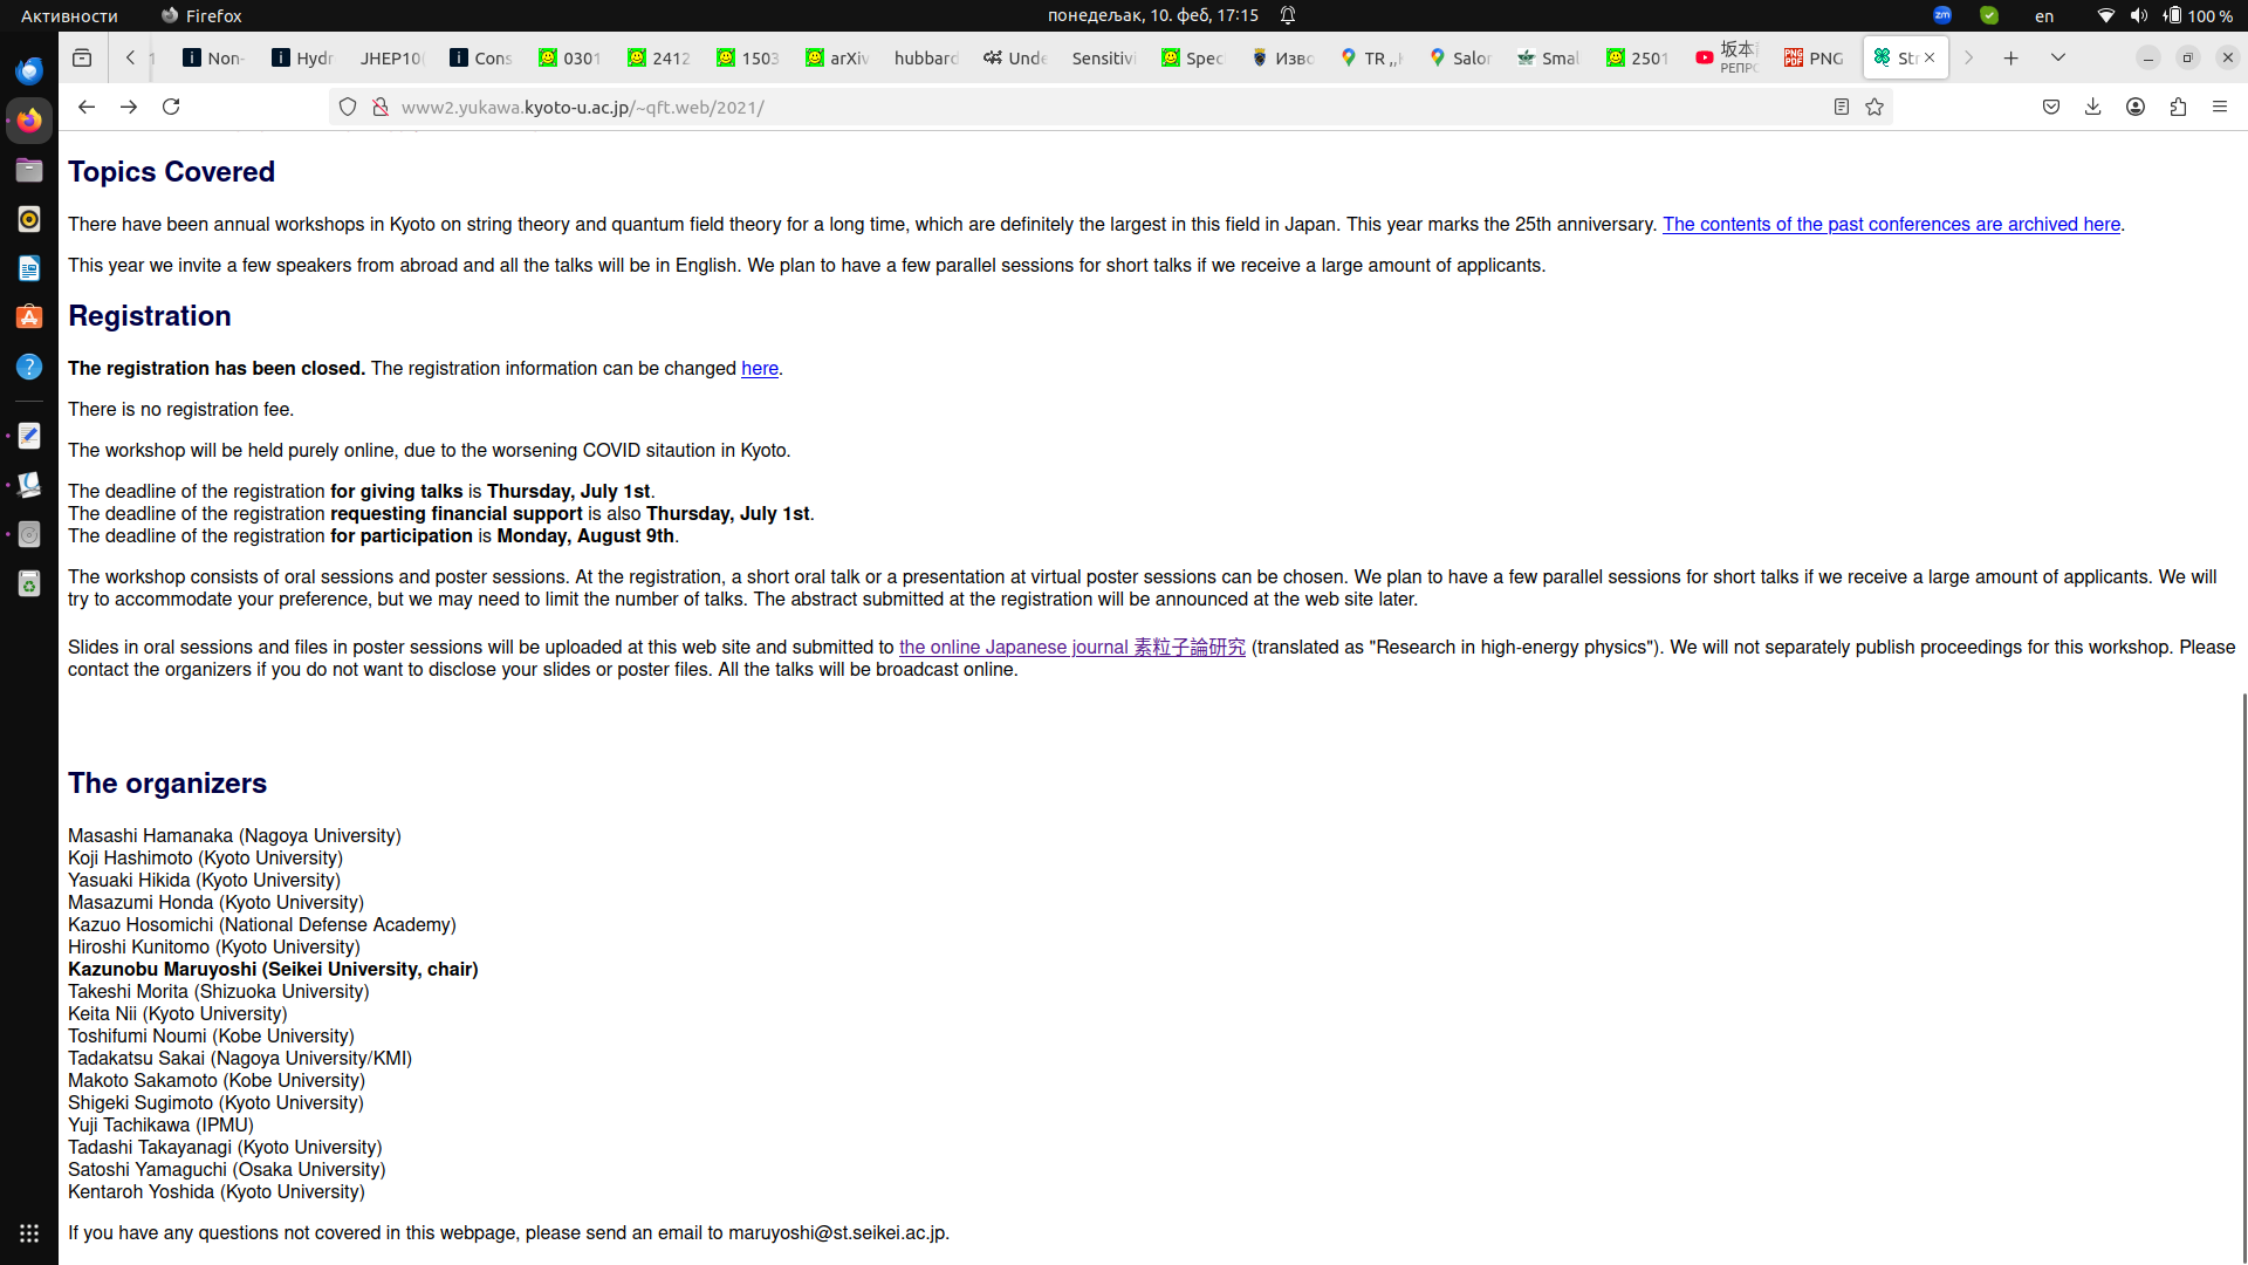 Активности Firefox понедељак, 10. феб, 17:15 en 100 %
Non- Hydr JHEP10( Cons 0301 2412 1503 arXiv hubbard Unde Sensitivi Spec Изво TR „ Salor Smal 2501 坂本 РЕПРО PNG Str
www2.yukawa.kyoto-u.ac.jp/~qft.web/2021/
Topics Covered
There have been annual workshops in Kyoto on string theory and quantum field theory for a long time, which are definitely the largest in this field in Japan. This year marks the 25th anniversary. The contents of the past conferences are archived here.
This year we invite a few speakers from abroad and all the talks will be in English. We plan to have a few parallel sessions for short talks if we receive a large amount of applicants.
Registration
The registration has been closed. The registration information can be changed here.
There is no registration fee.
The workshop will be held purely online, due to the worsening COVID sitaution in Kyoto.
The deadline of the registration for giving talks is Thursday, July 1st.
The deadline of the registration requesting financial support is also Thursday, July 1st.
The deadline of the registration for participation is Monday, August 9th.
The workshop consists of oral sessions and poster sessions. At the registration, a short oral talk or a presentation at virtual poster sessions can be chosen. We plan to have a few parallel sessions for short talks if we receive a large amount of applicants. We will
try to accommodate your preference, but we may need to limit the number of talks. The abstract submitted at the registration will be announced at the web site later.
Slides in oral sessions and files in poster sessions will be uploaded at this web site and submitted to the online Japanese journal 素粒子論研究 (translated as "Research in high-energy physics"). We will not separately publish proceedings for this workshop. Please
contact the organizers if you do not want to disclose your slides or poster files. All the talks will be broadcast online.
The organizers
Masashi Hamanaka (Nagoya University)
Koji Hashimoto (Kyoto University)
Yasuaki Hikida (Kyoto University)
Masazumi Honda (Kyoto University)
Kazuo Hosomichi (National Defense Academy)
Hiroshi Kunitomo (Kyoto University)
Kazunobu Maruyoshi (Seikei University, chair)
Takeshi Morita (Shizuoka University)
Keita Nii (Kyoto University)
Toshifumi Noumi (Kobe University)
Tadakatsu Sakai (Nagoya University/KMI)
Makoto Sakamoto (Kobe University)
Shigeki Sugimoto (Kyoto University)
Yuji Tachikawa (IPMU)
Tadashi Takayanagi (Kyoto University)
Satoshi Yamaguchi (Osaka University)
Kentaroh Yoshida (Kyoto University)
If you have any questions not covered in this webpage, please send an email to maruyoshi@st.seikei.ac.jp.